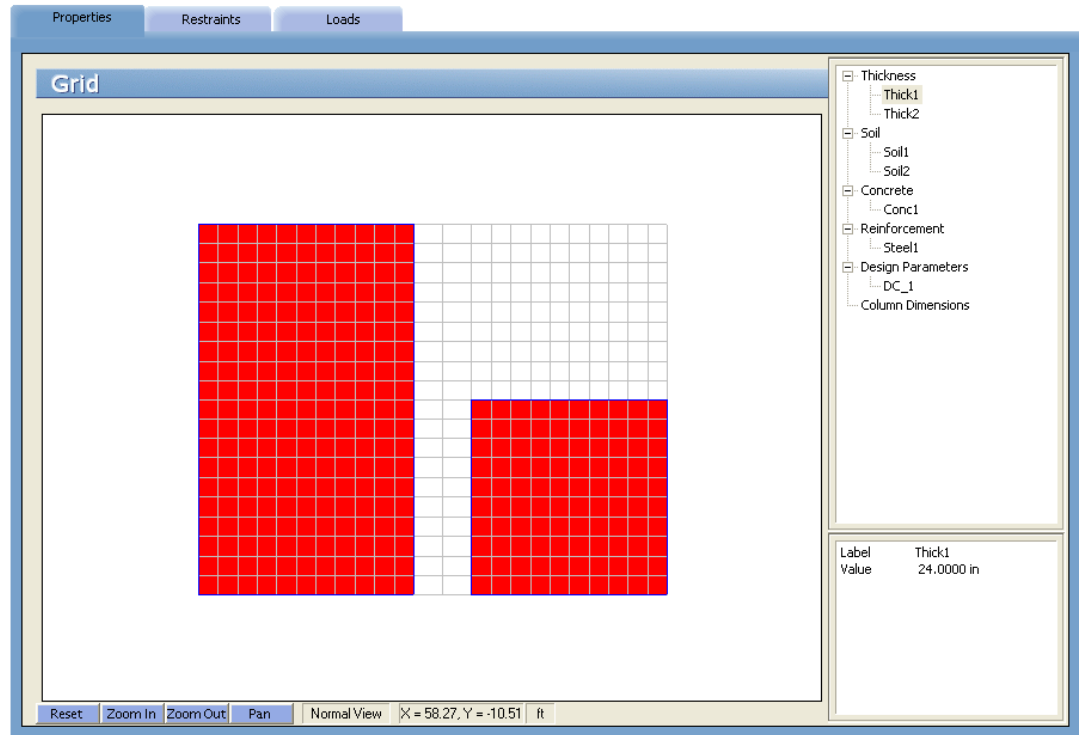 Properties Restraints Loads
Grid
Thickness
Thick1
Thick2
Soil
Soil1
Soil2
Concrete
Conc1
Reinforcement
Steel1
Design Parameters
DC_1
Column Dimensions
Label Thick1
Value 24.0000 in
Reset Zoom In Zoom Out Pan Normal View X = 58.27, Y = -10.51 ft